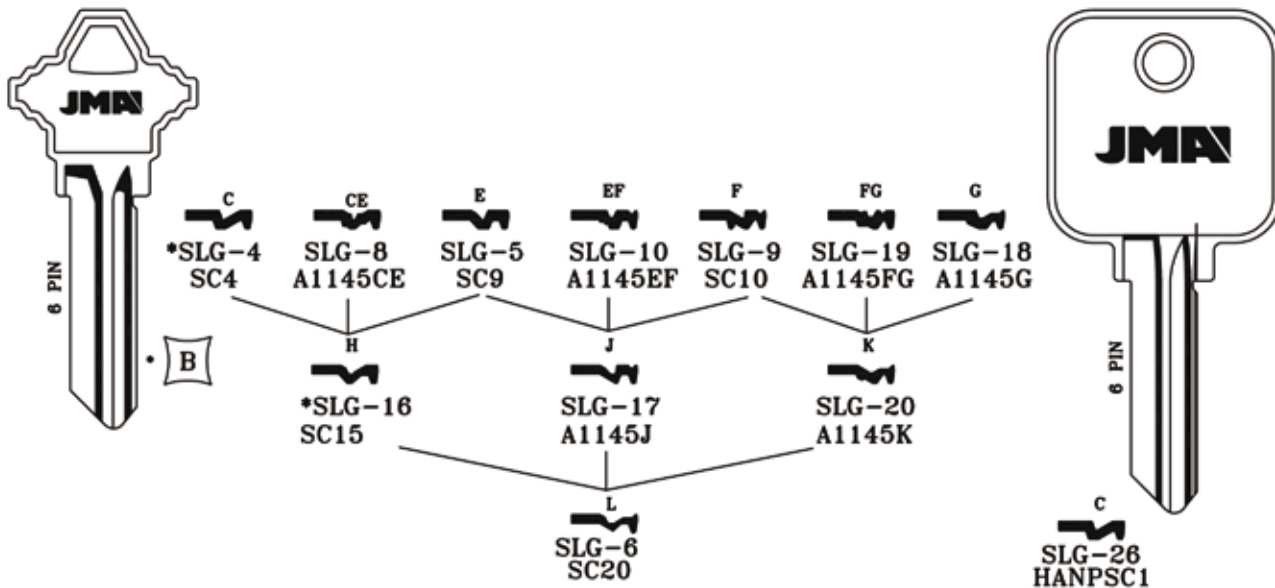 JMA
JMA
6 PIN
6 PIN
C CE E EF F FG G
*SLG-4 SLG-8 SLG-5 SLG-10 SLG-9 SLG-19 SLG-18
SC4 A1145CE SC9 A1145EF SC10 A1145FG A1145G
B
H J K
*SLG-16 SLG-17 SLG-20
SC15 A1145J A1145K
L
SLG-6
SC20
C
SLG-26
HANPSC1